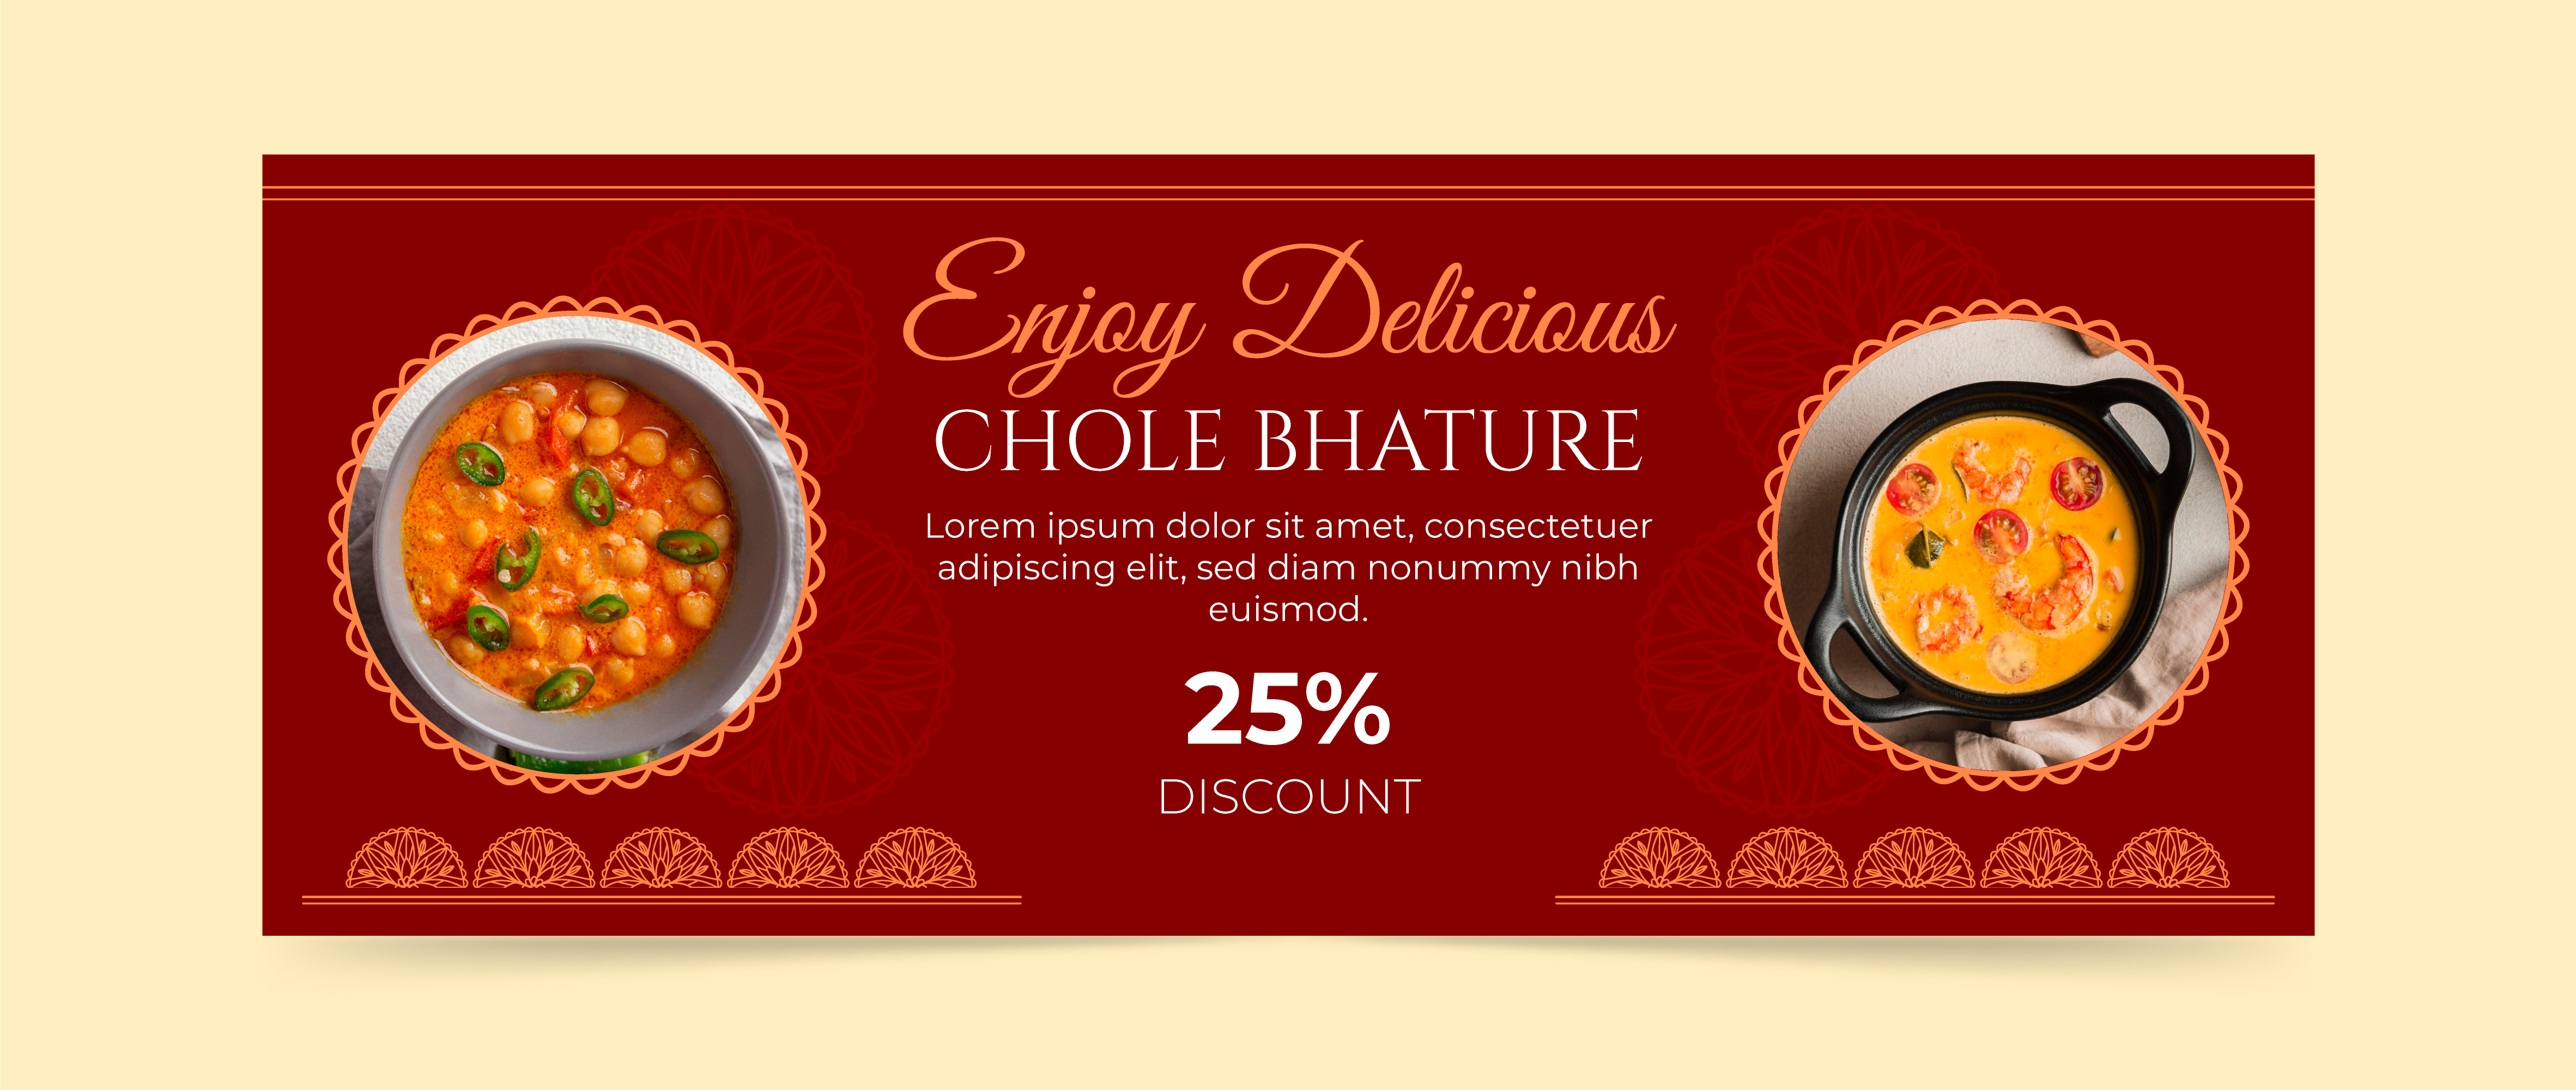 Enjoy Delicious
CHOLE BHATURE
Lorem ipsum dolor sit amet, consectetuer
adipiscing elit, sed diam nonummy nibh
euismod.
25%
DISCOUNT